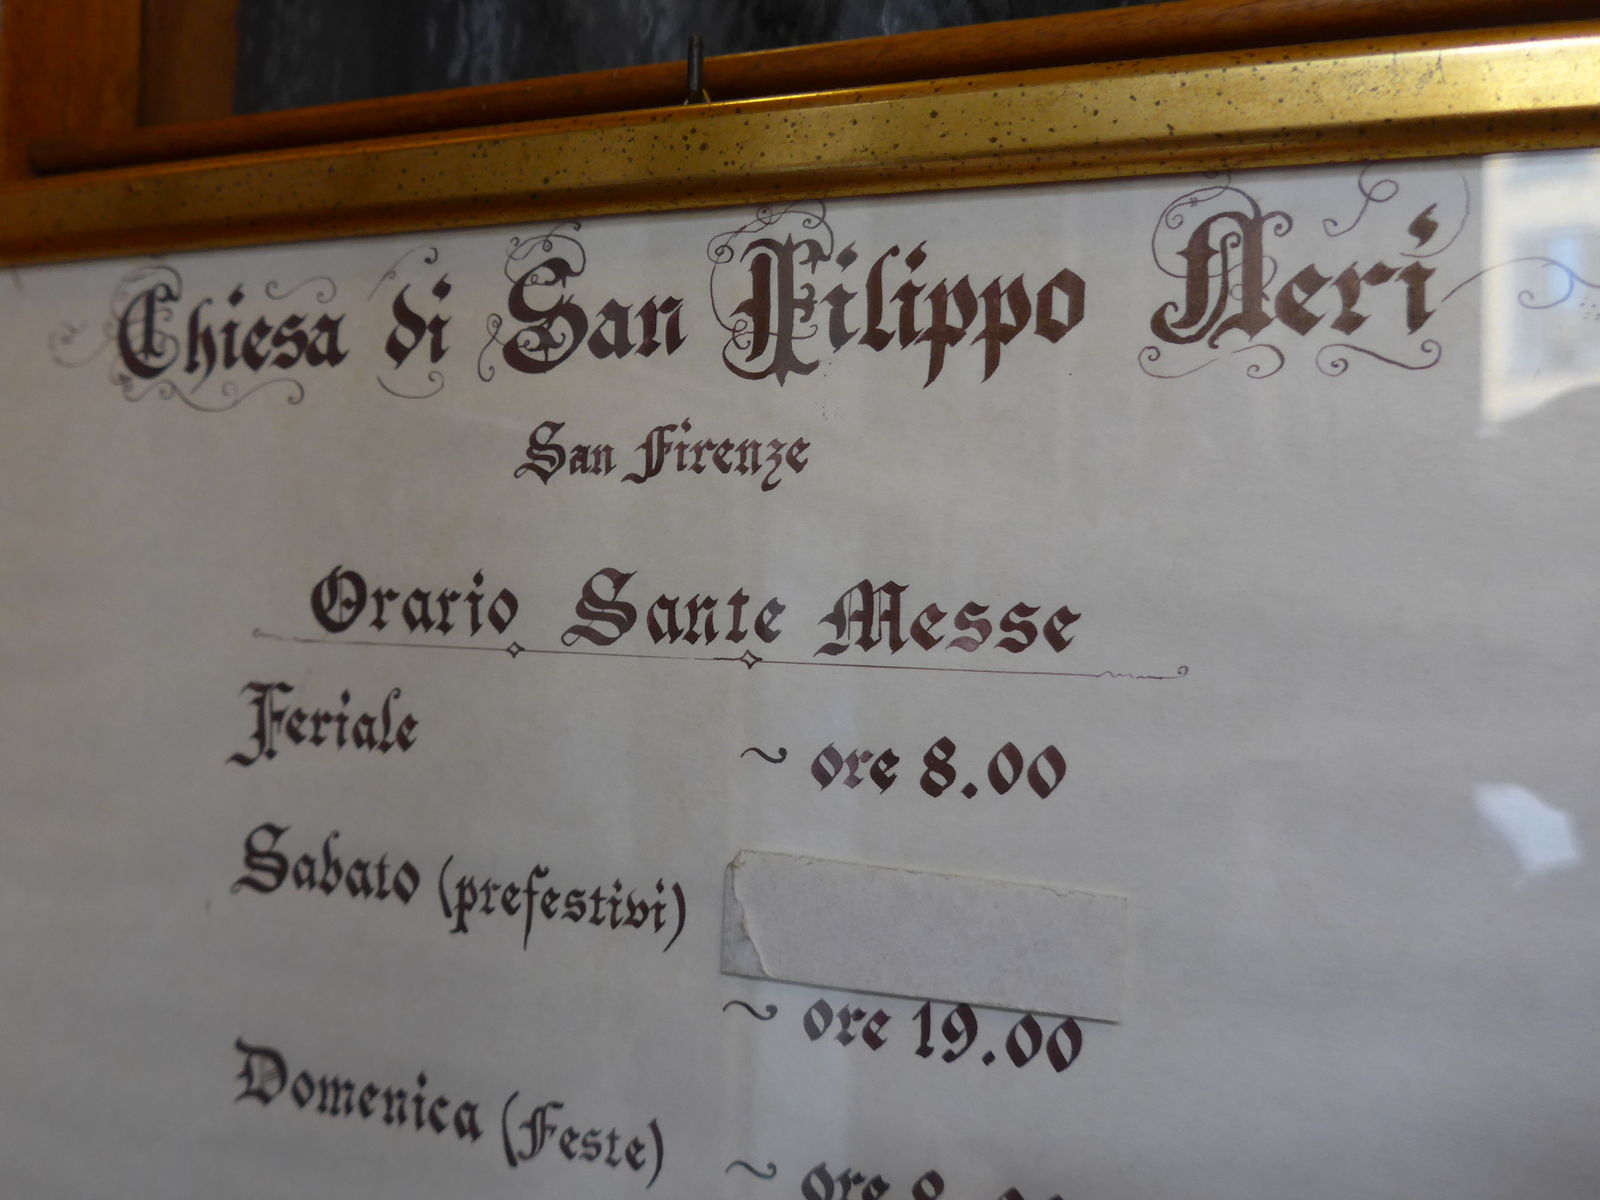 Chiesa di San Filippo Neri
San Firenze
Orario Sante Messe
Feriale ~ ore 8.00
Sabato (prefestivi)
~ ore 19.00
Domenica (Feste) ~ ore